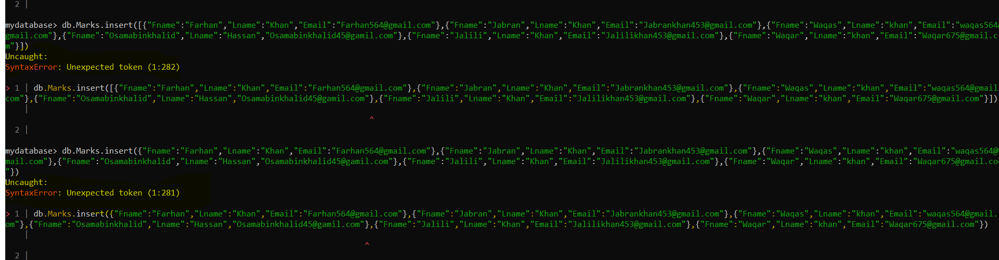 2 |
mydatabase> db.Marks.insert([{"Fname":"Farhan","Lname":"Khan","Email":"Farhan564@gmail.com"},{"Fname":"Jabran","Lname":"Khan","Email":"Jabrankhan453@gmail.com"},{"Fname":"Waqas","Lname":"khan","Email":"waqas564
gmail.com"},{"Fname":"Osamabinkhalid","Lname":"Hassan","Osamabinkhalid45@gamil.com"},{"Fname":"Jalili","Lname":"Khan","Email":"Jalilikhan453@gmail.com"},{"Fname":"Waqar","Lname":"khan","Email":"Waqar675@gmail.c
m"}])
Uncaught:
SyntaxError: Unexpected token (1:282)
> 1 | db.Marks.insert([{"Fname":"Farhan","Lname":"Khan","Email":"Farhan564@gmail.com"},{"Fname":"Jabran","Lname":"Khan","Email":"Jabrankhan453@gmail.com"},{"Fname":"Waqas","Lname":"khan","Email":"waqas564@gmail
com"},{"Fname":"Osamabinkhalid","Lname":"Hassan","Osamabinkhalid45@gamil.com"},{"Fname":"Jalili","Lname":"Khan","Email":"Jalilikhan453@gmail.com"},{"Fname":"Waqar","Lname":"khan","Email":"Waqar675@gmail.com"}])
|
^
2 |
mydatabase> db.Marks.insert({"Fname":"Farhan","Lname":"Khan","Email":"Farhan564@gmail.com"},{"Fname":"Jabran","Lname":"Khan","Email":"Jabrankhan453@gmail.com"},{"Fname":"Waqas","Lname":"khan","Email":"waqas564@
mail.com"},{"Fname":"Osamabinkhalid","Lname":"Hassan","Osamabinkhalid45@gamil.com"},{"Fname":"Jalili","Lname":"Khan","Email":"Jalilikhan453@gmail.com"},{"Fname":"Waqar","Lname":"khan","Email":"Waqar675@gmail.co
"})
Uncaught:
SyntaxError: Unexpected token (1:281)
> 1 | db.Marks.insert({"Fname":"Farhan","Lname":"Khan","Email":"Farhan564@gmail.com"},{"Fname":"Jabran","Lname":"Khan","Email":"Jabrankhan453@gmail.com"},{"Fname":"Waqas","Lname":"khan","Email":"waqas564@gmail.
om"},{"Fname":"Osamabinkhalid","Lname":"Hassan","Osamabinkhalid45@gamil.com"},{"Fname":"Jalili","Lname":"Khan","Email":"Jalilikhan453@gmail.com"},{"Fname":"Waqar","Lname":"khan","Email":"Waqar675@gmail.com"})
|
^
2 |